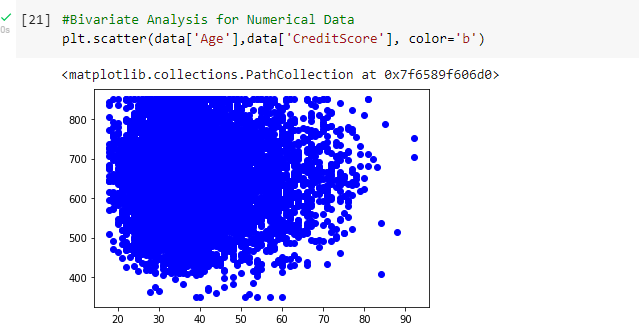 [21] #Bivariate Analysis for Numerical Data
0s plt.scatter(data['Age'],data['CreditScore'], color='b')
<matplotlib.collections.PathCollection at 0x7f6589f606d0>
800
700
600
500
400
20 30 40 50 60 70 80 90